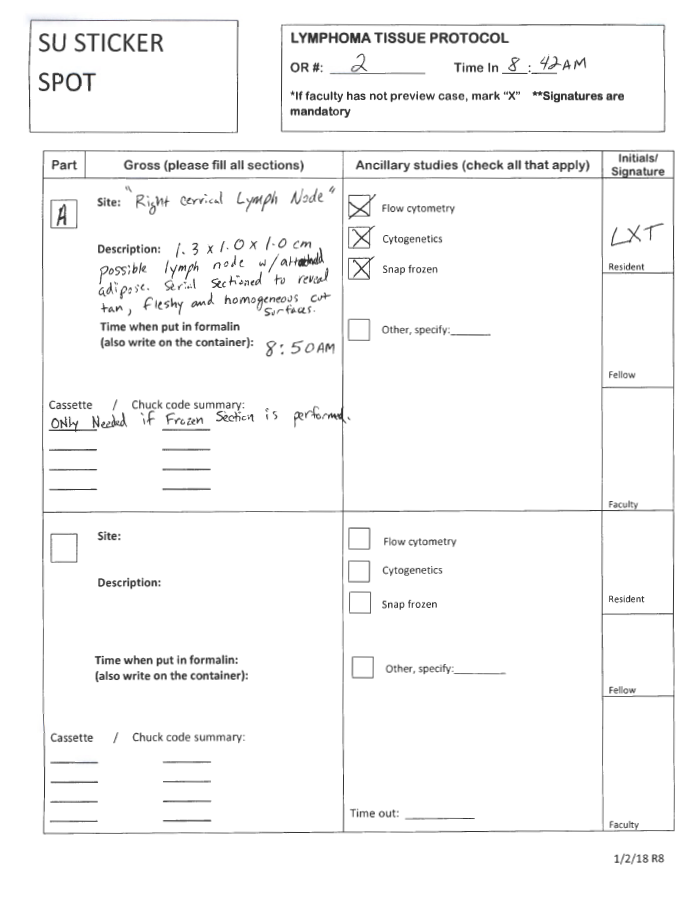 SU STICKER
SPOT
LYMPHOMA TISSUE PROTOCOL
OR #: 2 Time In 8:42AM
*If faculty has not preview case, mark “X” **Signatures are
mandatory
Part Gross (please fill all sections) Ancillary studies (check all that apply) Initials/
Signature
A
Site: "Right cervical Lymph Node"
Description: 1.3 x 1.0 x 1.0 cm
possible lymph node w/ attached
adipose. Serial sectioned to reveal
tan, fleshy and homogeneous cut
surfaces.
Time when put in formalin
(also write on the container): 8:50AM
Cassette / Chuck code summary:
ONLY Needed if Frozen Section is performed.
Flow cytometry
Cytogenetics
Snap frozen
Other, specify:______
LXT
Resident
Fellow
Faculty
Site:
Description:
Time when put in formalin:
(also write on the container):
Cassette / Chuck code summary:
Flow cytometry
Cytogenetics
Snap frozen
Other, specify:________
Time out: __________
Resident
Fellow
Faculty
1/2/18 R8